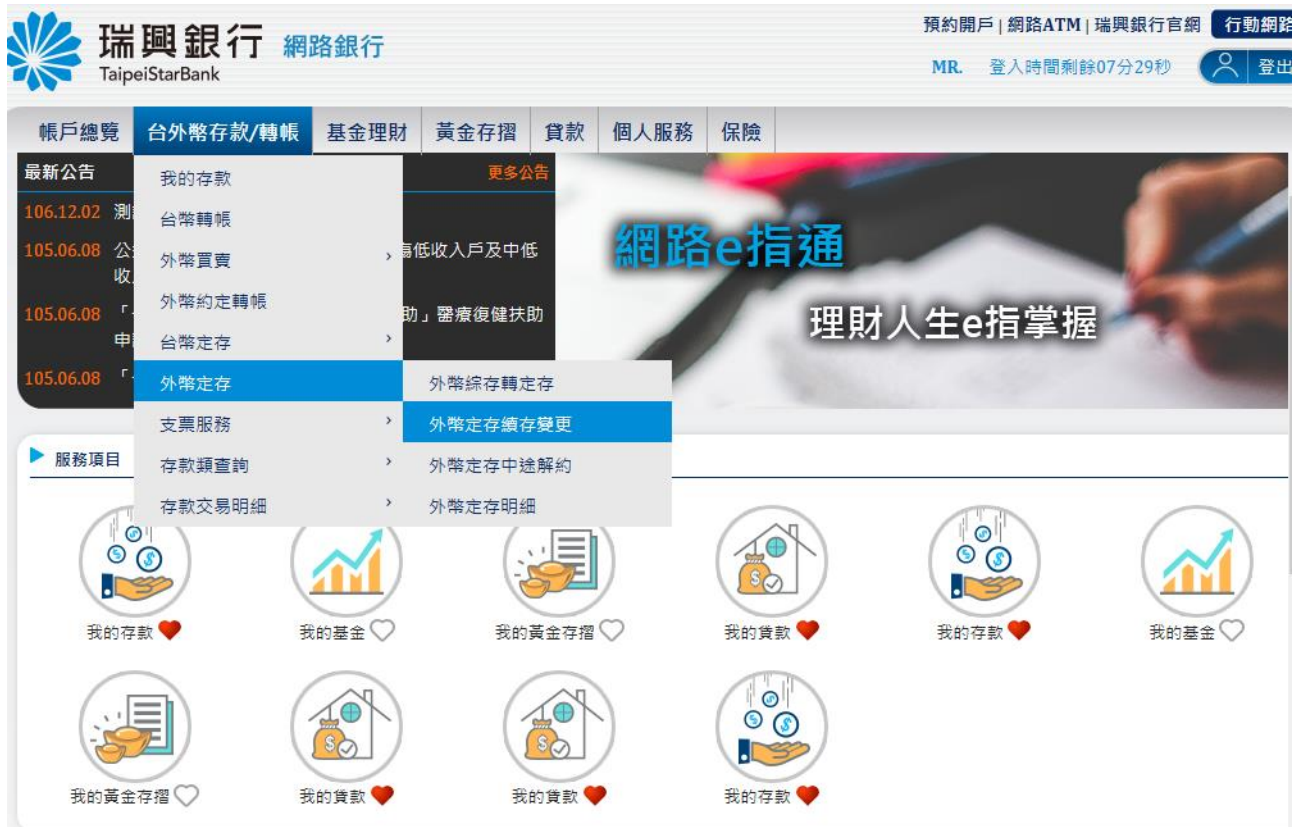 預約開戶 | 網路ATM | 瑞興銀行官網 行動網路
瑞興銀行 網路銀行
TaipeiStarBank
MR. 登入時間剩餘07分29秒 登出
帳戶總覽 台外幣存款/轉帳 基金理財 黃金存摺 貸款 個人服務 保險
最新公告 更多公告
106.12.02 測
105.06.08 公 低收入戶及中低
收
105.06.08 「 助」醫療復健扶助
申
105.06.08 「
我的存款
台幣轉帳
外幣買賣 ›
外幣約定轉帳
台幣定存 ›
外幣定存
支票服務 ›
存款類查詢 ›
存款交易明細 ›
外幣綜存轉定存
外幣定存續存變更
外幣定存中途解約
外幣定存明細
網路e指通
理財人生e指掌握
服務項目
我的存款 我的基金 我的黃金存摺 我的貸款 我的存款 我的基金
我的黃金存摺 我的貸款 我的貸款 我的存款